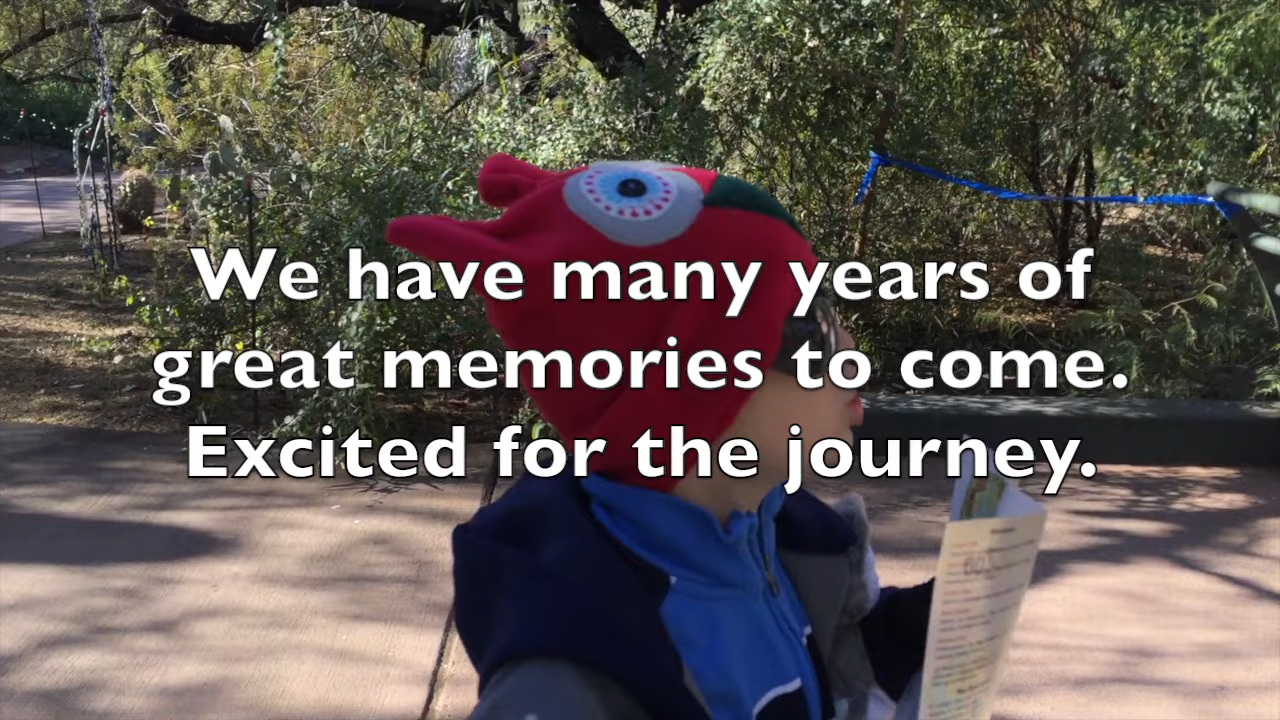 We have many years of
great memories to come.
Excited for the journey.